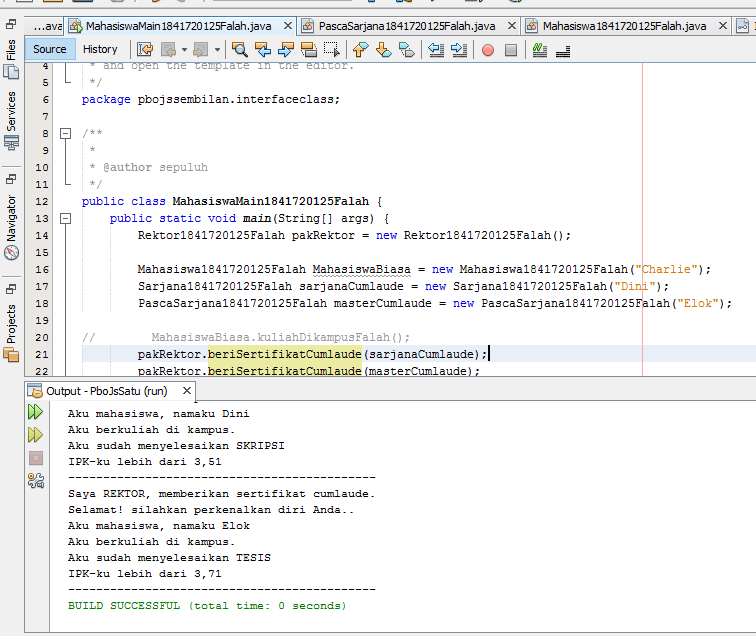 ...ava MahasiswaMain1841720125Falah.java PascaSarjana1841720125Falah.java Mahasiswa1841720125Falah.java
Source History
Files
Services
Navigator
Projects
4 * and open the template in the editor.
5 */
6 package pbojssembilan.interfaceclass;
7
8 /**
9 *
10 * @author sepuluh
11 */
12 public class MahasiswaMain1841720125Falah {
13 public static void main(String[] args) {
14 Rektor1841720125Falah pakRektor = new Rektor1841720125Falah();
15
16 Mahasiswa1841720125Falah MahasiswaBiasa = new Mahasiswa1841720125Falah("Charlie");
17 Sarjana1841720125Falah sarjanaCumlaude = new Sarjana1841720125Falah("Dini");
18 PascaSarjana1841720125Falah masterCumlaude = new PascaSarjana1841720125Falah("Elok");
19
20 // MahasiswaBiasa.kuliahDikampusFalah();
21 pakRektor.beriSertifikatCumlaude(sarjanaCumlaude);
22 pakRektor.beriSertifikatCumlaude(masterCumlaude);
Output - PboJsSatu (run)
Aku mahasiswa, namaku Dini
Aku berkuliah di kampus.
Aku sudah menyelesaikan SKRIPSI
IPK-ku lebih dari 3,51
--------------------------------------------
Saya REKTOR, memberikan sertifikat cumlaude.
Selamat! silahkan perkenalkan diri Anda..
Aku mahasiswa, namaku Elok
Aku berkuliah di kampus.
Aku sudah menyelesaikan TESIS
IPK-ku lebih dari 3,71
--------------------------------------------
BUILD SUCCESSFUL (total time: 0 seconds)